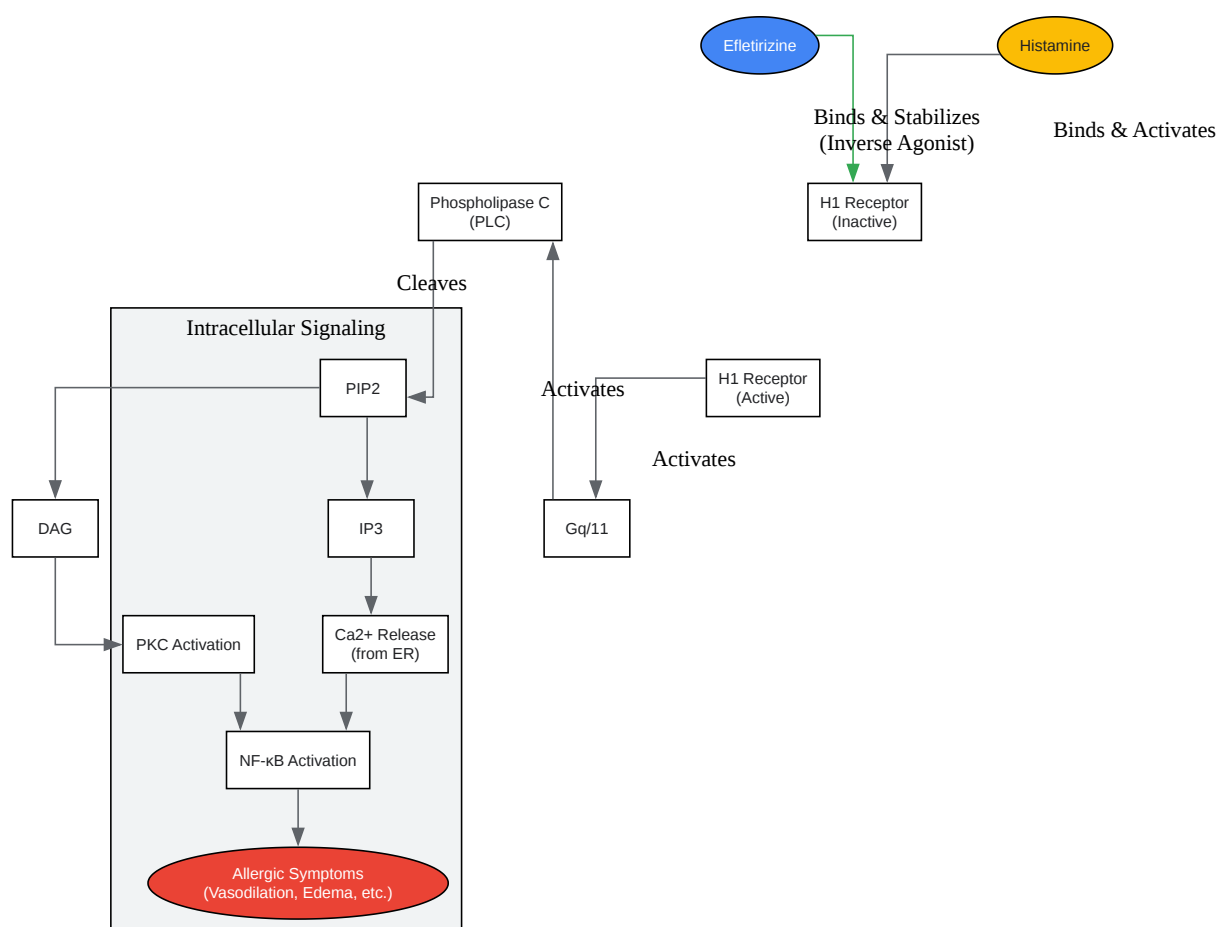 Efletirizine
Histamine
Binds & Stabilizes
(Inverse Agonist)
Binds & Activates
Phospholipase C
(PLC)
H1 Receptor
(Inactive)
Cleaves
Intracellular Signaling
PIP2
Activates
H1 Receptor
(Active)
Activates
DAG
IP3
Gq/11
PKC Activation
Ca2+ Release
(from ER)
NF-κB Activation
Allergic Symptoms
(Vasodilation, Edema, etc.)